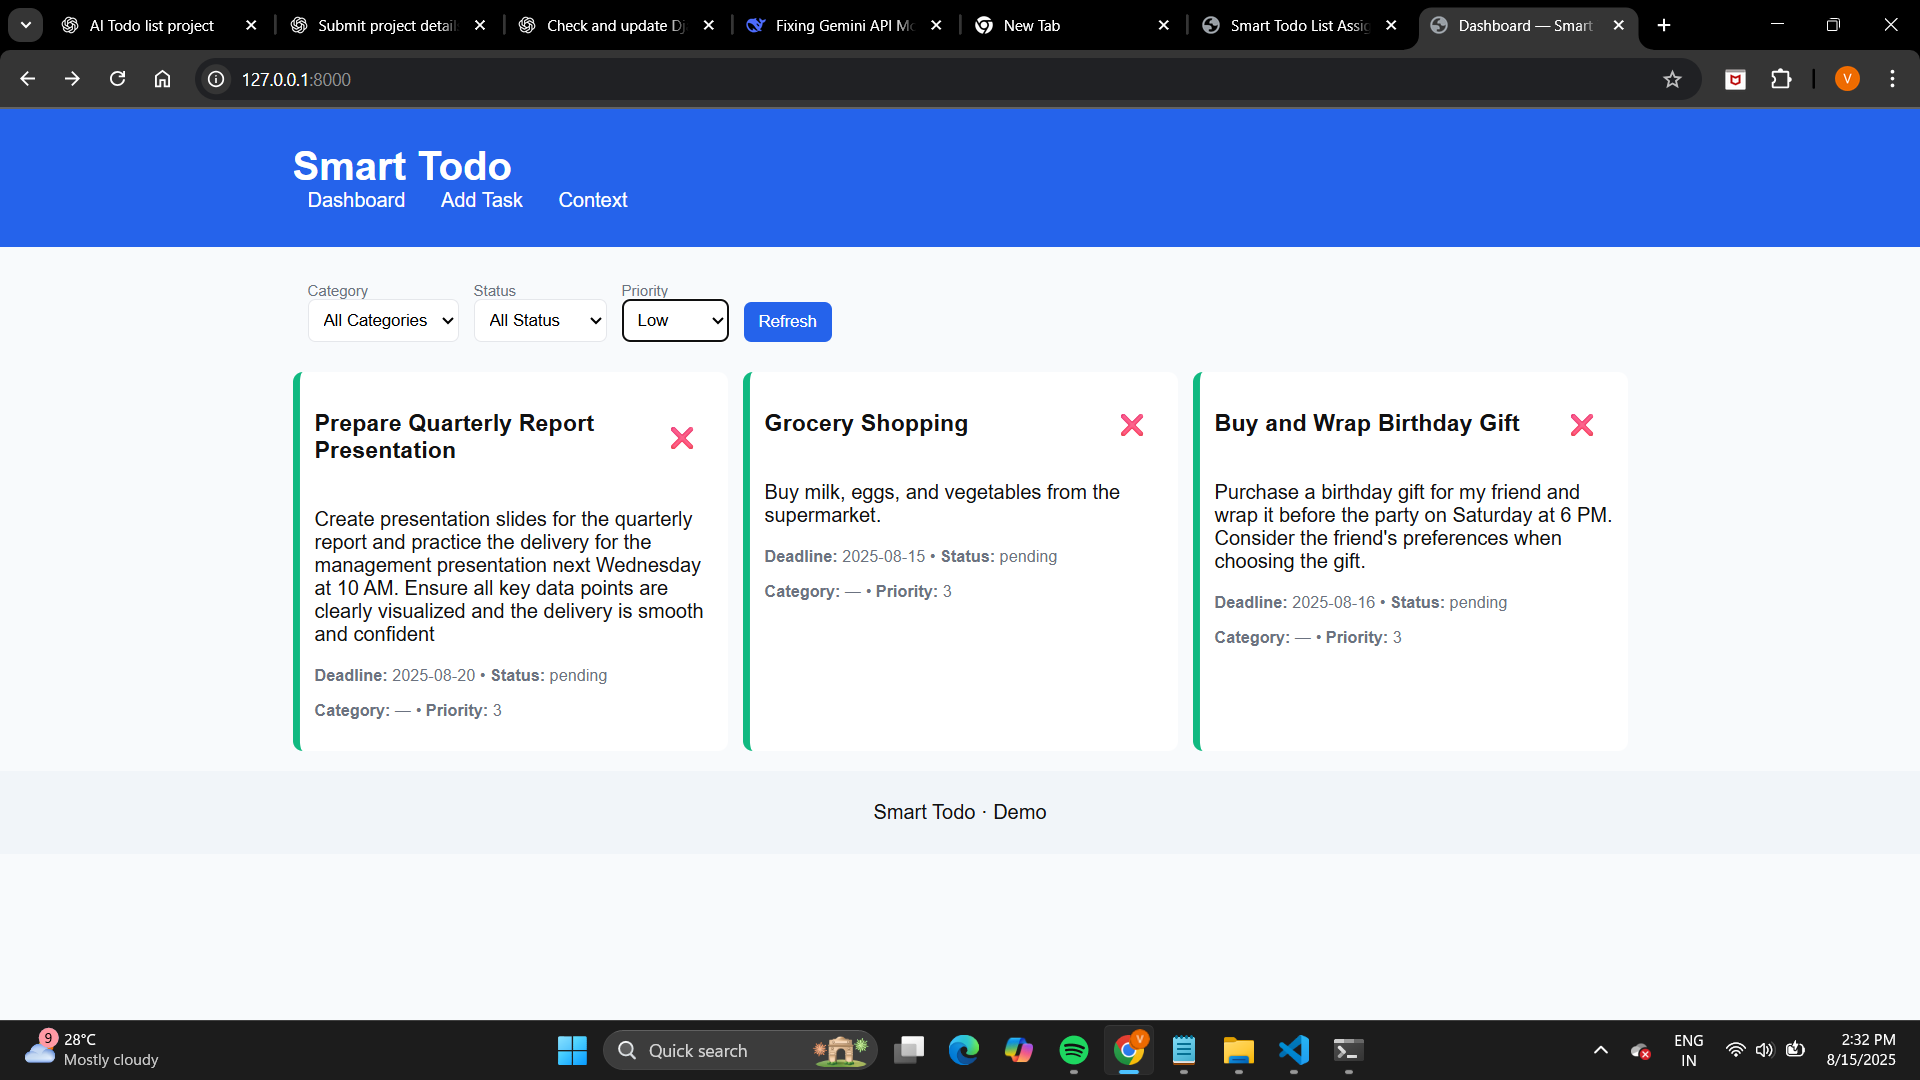 AI Todo list project
Submit project detail
Check and update Dj
Fixing Gemini API Mo
New Tab
Smart Todo List Assig
Dashboard — Smart
127.0.0.1:8000
V
Smart Todo
Dashboard
Add Task
Context
Category
Status
Priority
All Categories
All Status
Low
Refresh
Prepare Quarterly Report
Presentation
Create presentation slides for the quarterly
report and practice the delivery for the
management presentation next Wednesday
at 10 AM. Ensure all key data points are
clearly visualized and the delivery is smooth
and confident
Deadline: 2025-08-20 • Status: pending
Category: — • Priority: 3
Grocery Shopping
Buy milk, eggs, and vegetables from the
supermarket.
Deadline: 2025-08-15 • Status: pending
Category: — • Priority: 3
Buy and Wrap Birthday Gift
Purchase a birthday gift for my friend and
wrap it before the party on Saturday at 6 PM.
Consider the friend's preferences when
choosing the gift.
Deadline: 2025-08-16 • Status: pending
Category: — • Priority: 3
Smart Todo · Demo
9
28°C
Mostly cloudy
Quick search
V
ENG
IN
2:32 PM
8/15/2025